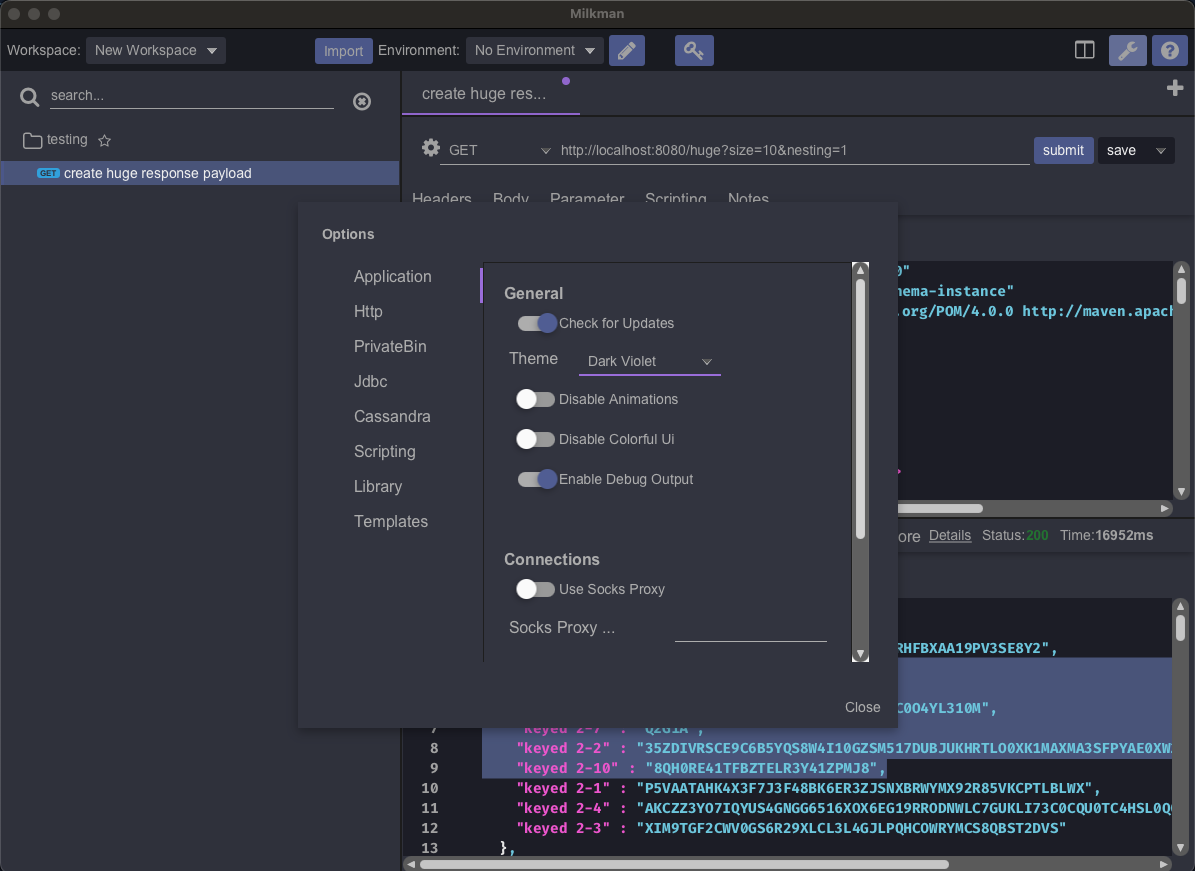 Milkman
Workspace: New Workspace Import Environment: No Environment
search...
testing
GET create huge response payload
create huge res...
GET http://localhost:8080/huge?size=10&nesting=1 submit save
Headers Body Parameter Scripting Notes
Options
Application
Http
PrivateBin
Jdbc
Cassandra
Scripting
Library
Templates
General
Check for Updates
Theme Dark Violet
Disable Animations
Disable Colorful Ui
Enable Debug Output
Connections
Use Socks Proxy
Socks Proxy ...
Close
0"
nema-instance"
.org/POM/4.0.0 http://maven.apach
ore Details Status:200 Time:16952ms
RHFBXAA19PV3SE8Y2",
C0O4YL310M",
7 "keyed 2-7" : "Q2G1A",
8 "keyed 2-2" : "35ZDIVRSCE9C6B5YQS8W4I10GZSM517DUBJUKHRTLO0XK1MAXMA3SFPYAE0XW
9 "keyed 2-10" : "8QH0RE41TFBZTELR3Y41ZPMJ8",
10 "keyed 2-1" : "P5VAATAHK4X3F7J3F48BK6ER3ZJSNXBRWYMX92R85VKCPTLBLWX",
11 "keyed 2-4" : "AKCZZ3YO7IQYUS4GNGG6516XOX6EG19RRODNWLC7GUKLI73C0CQU0TC4HSL0Q
12 "keyed 2-3" : "XIM9TGF2CWV0GS6R29XLCL3L4GJLPQHCOWRYMCS8QBST2DVS"
13 },